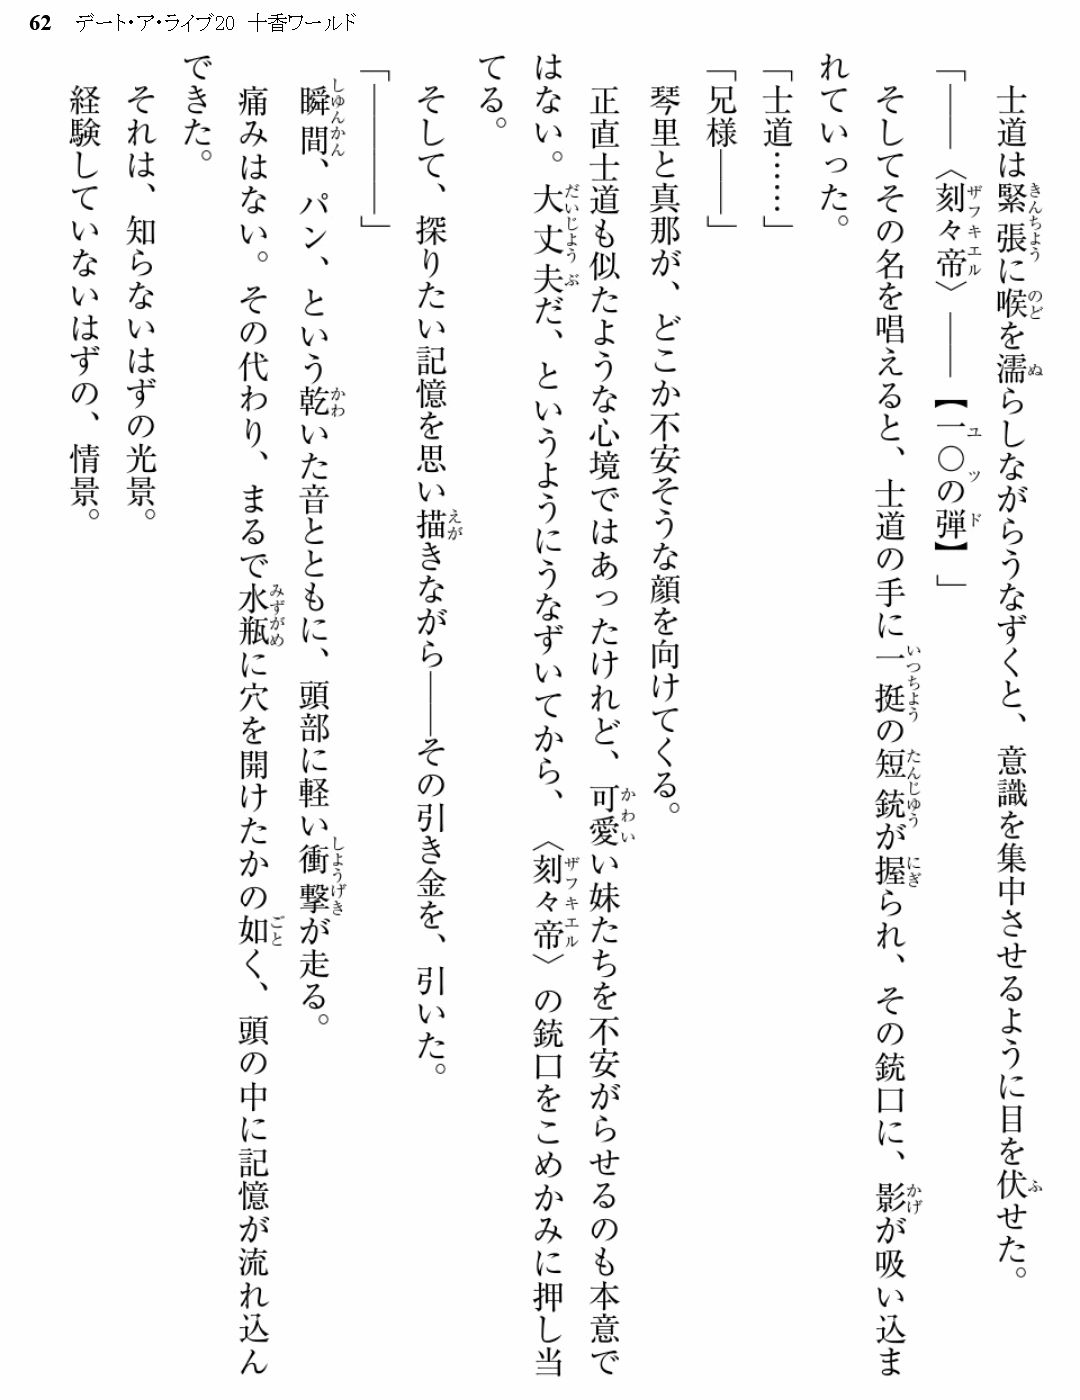 62 デート・ア・ライブ20 十香ワールド
士道は緊張に喉を濡らしながらうなずくと、意識を集中させるように目を伏せた。
「――〈刻々帝〉――【一〇の弾】」
そしてその名を唱えると、士道の手に一挺の短銃が握られ、その銃口に、影が吸い込ま
れていった。
「士道……」
「兄様――」
琴里と真那が、どこか不安そうな顔を向けてくる。
正直士道も似たような心境ではあったけれど、可愛い妹たちを不安がらせるのも本意で
はない。大丈夫だ、というようにうなずいてから、〈刻々帝〉の銃口をこめかみに押し当
てる。
そして、探りたい記憶を思い描きながら――その引き金を、引いた。
「――――」
瞬間、パン、という乾いた音とともに、頭部に軽い衝撃が走る。
痛みはない。その代わり、まるで水瓶に穴を開けたかの如く、頭の中に記憶が流れ込ん
できた。
それは、知らないはずの光景。
経験していないはずの、情景。